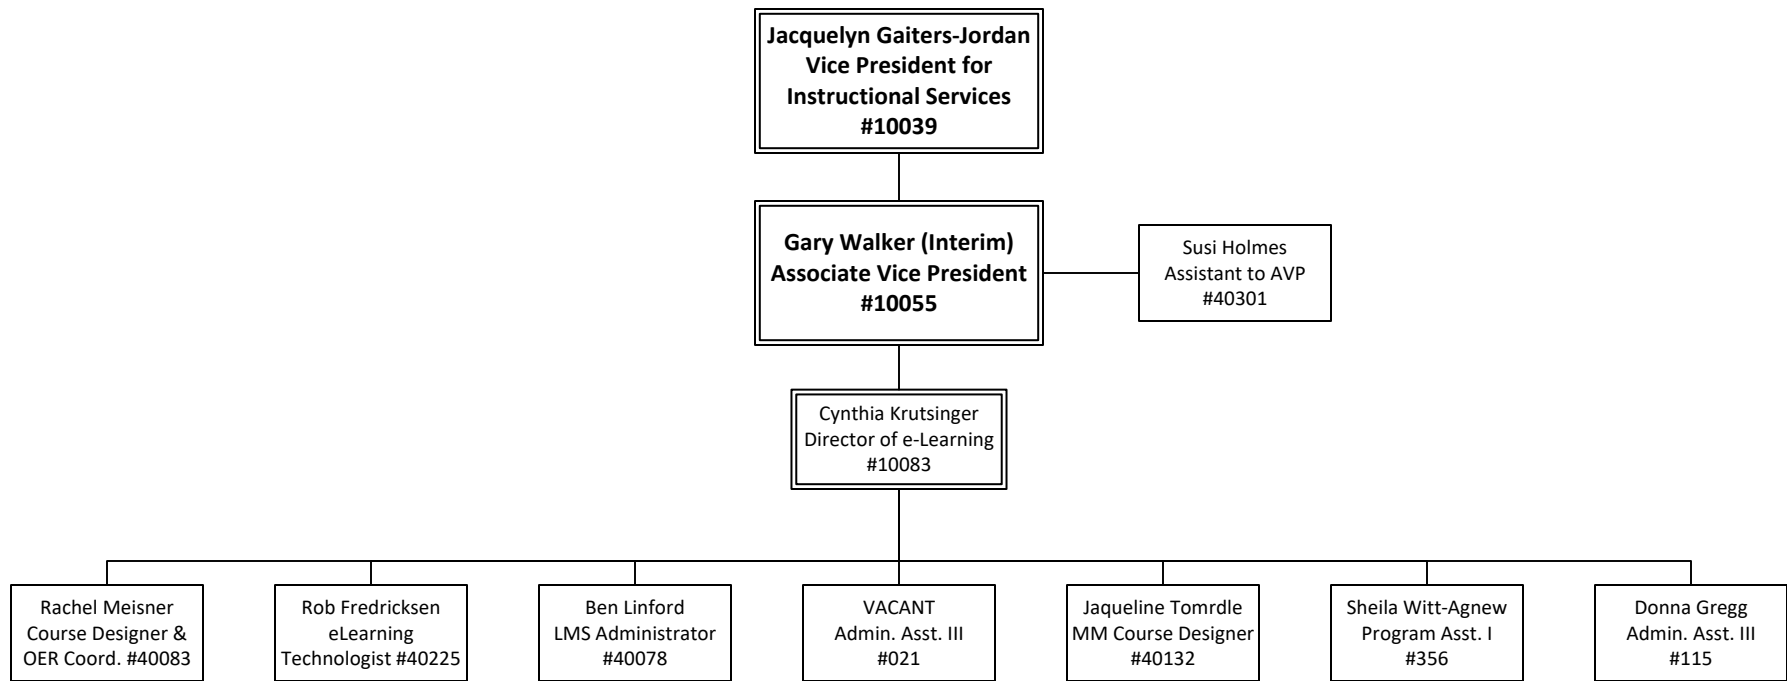 Jacquelyn Gaiters-Jordan
Vice President for
Instructional Services
#10039
Gary Walker (Interim)
Associate Vice President
#10055
Susi Holmes
Assistant to AVP
#40301
Cynthia Krutsinger
Director of e-Learning
#10083
Rachel Meisner
Course Designer &
OER Coord. #40083
Rob Fredricksen
eLearning
Technologist #40225
Ben Linford
LMS Administrator
#40078
VACANT
Admin. Asst. III
#021
Jaqueline Tomrdle
MM Course Designer
#40132
Sheila Witt-Agnew
Program Asst. I
#356
Donna Gregg
Admin. Asst. III
#115